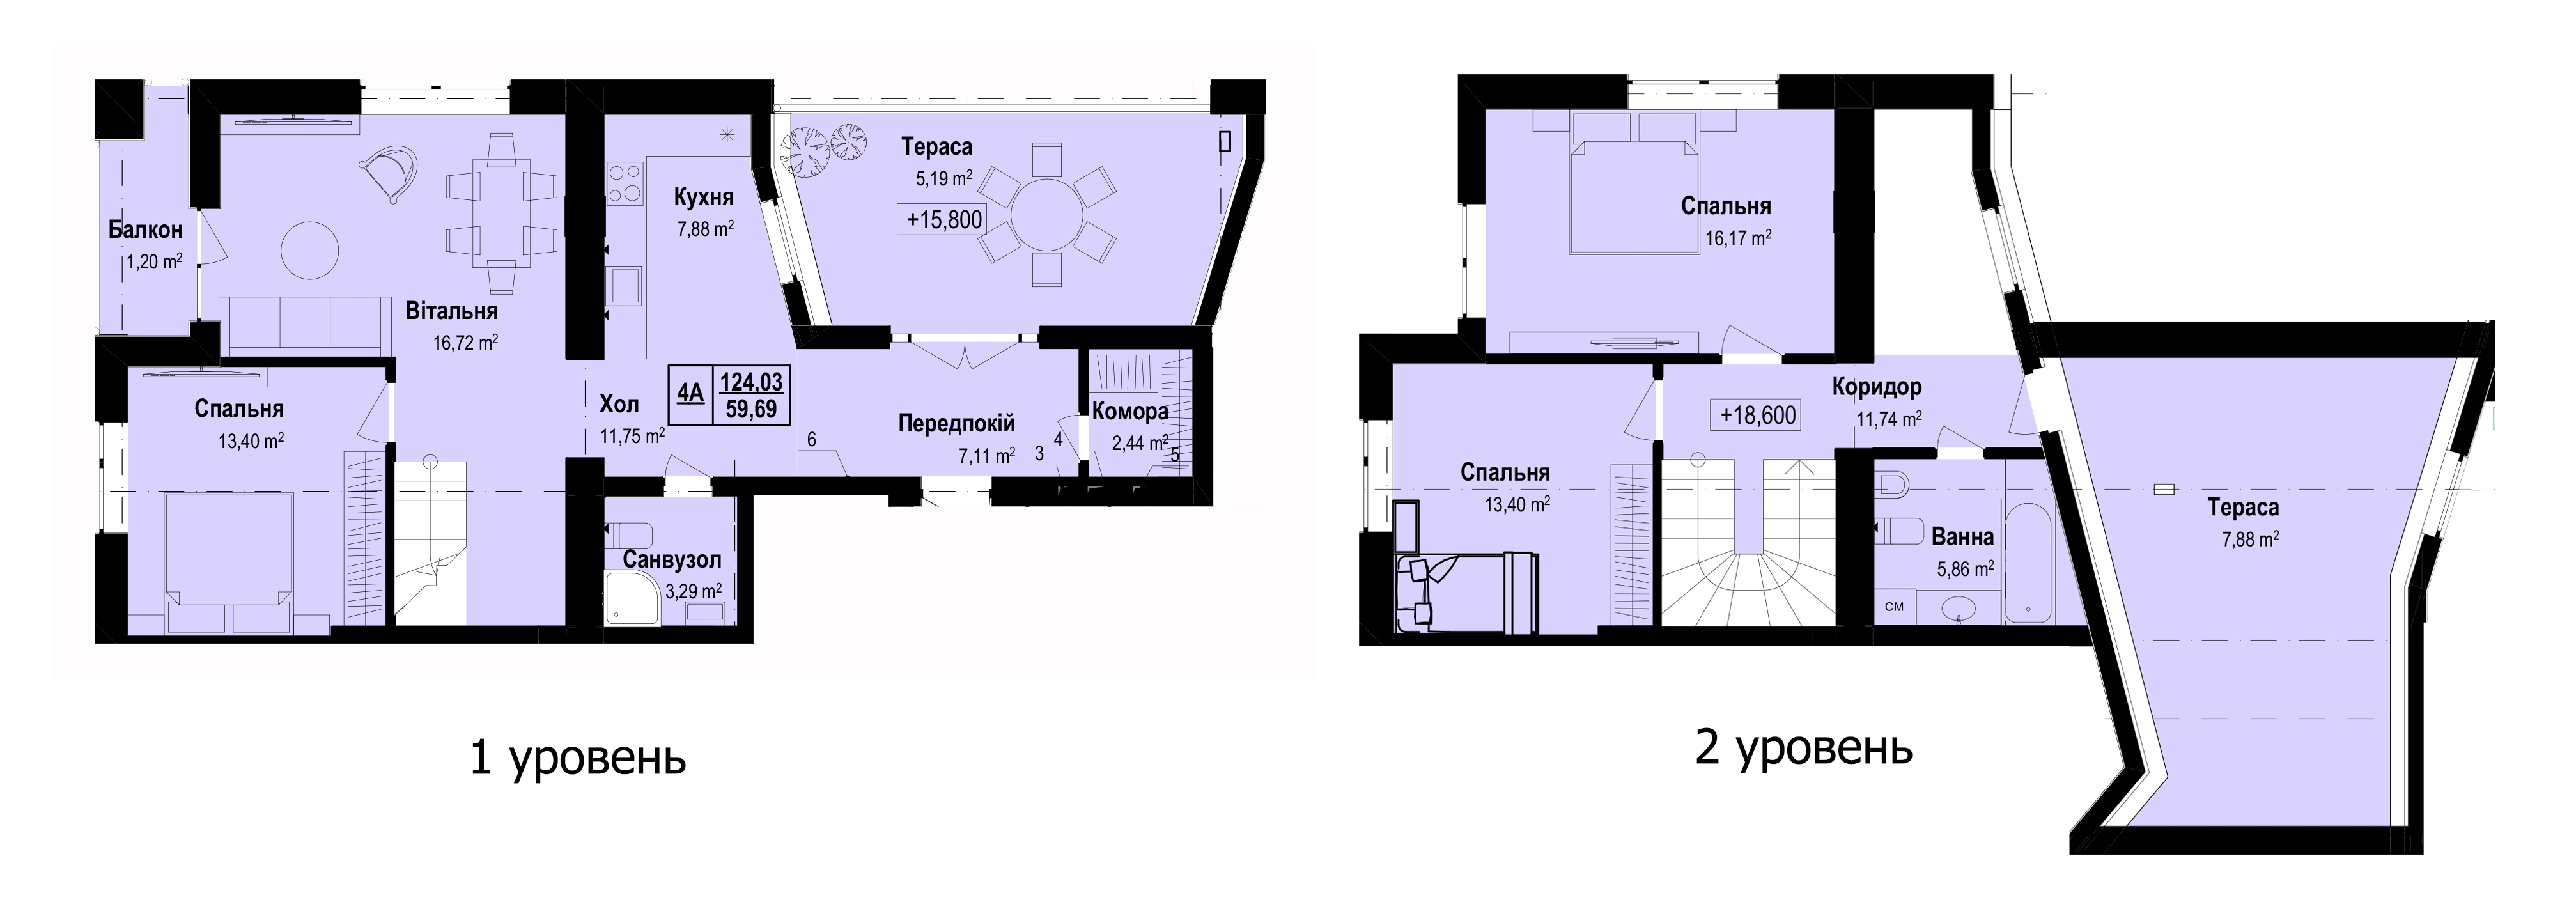 Балкон
1,20 m²
Вітальня
16,72 m²
Кухня
7,88 m²
Тераса
5,19 m²
+15,800
Спальня
13,40 m²
Хол
11,75 m²
4А
124,03
59,69
6
Передпокій
7,11 m²
3
4
Комора
2,44 m²
5
Санвузол
3,29 m²
1 уровень
Спальня
16,17 m²
Коридор
11,74 m²
+18,600
Спальня
13,40 m²
Ванна
5,86 m²
СМ
Тераса
7,88 m²
2 уровень